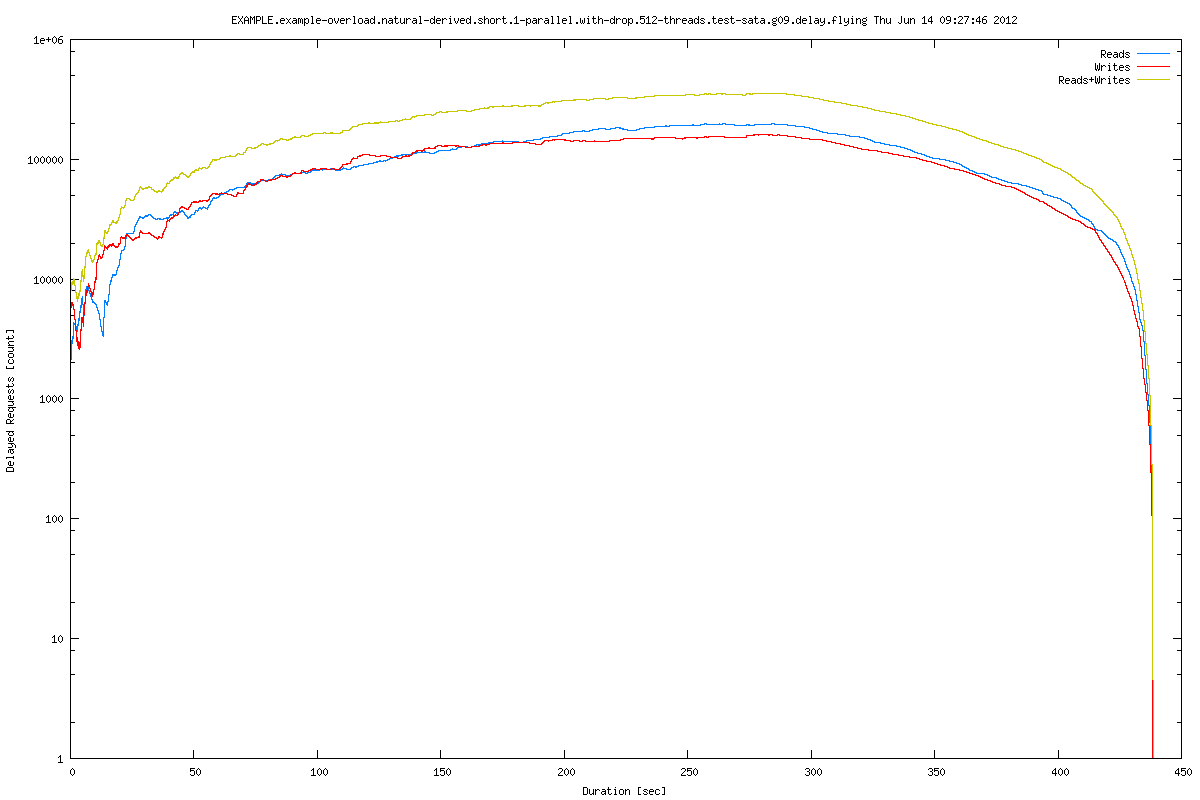 EXAMPLE.example-overload.natural-derived.short.1-parallel.with-drop.512-threads.test-sata.g09.delay.flying Thu Jun 14 09:27:46 2012
Reads
Writes
Reads+Writes
1e+06
100000
10000
1000
100
10
1
Delayed Requests [count]
0 50 100 150 200 250 300 350 400 450
Duration [sec]